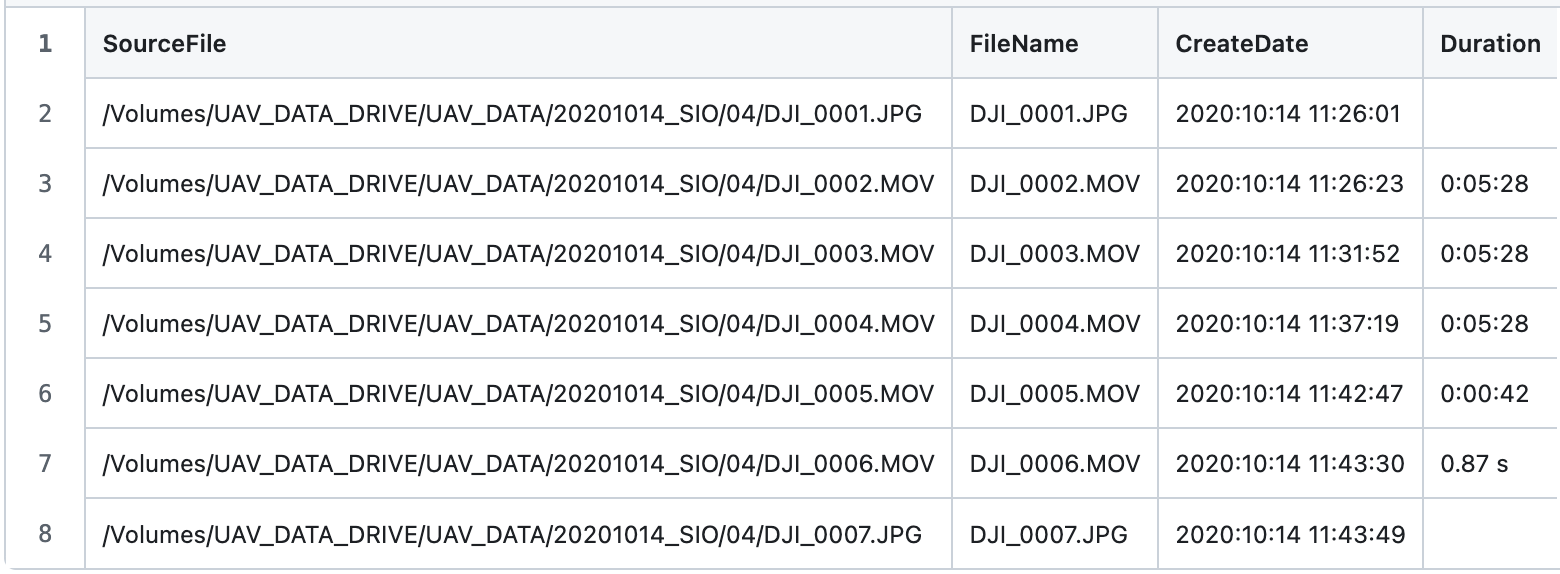 1 SourceFile FileName CreateDate Duration
2 /Volumes/UAV_DATA_DRIVE/UAV_DATA/20201014_SIO/04/DJI_0001.JPG DJI_0001.JPG 2020:10:14 11:26:01
3 /Volumes/UAV_DATA_DRIVE/UAV_DATA/20201014_SIO/04/DJI_0002.MOV DJI_0002.MOV 2020:10:14 11:26:23 0:05:28
4 /Volumes/UAV_DATA_DRIVE/UAV_DATA/20201014_SIO/04/DJI_0003.MOV DJI_0003.MOV 2020:10:14 11:31:52 0:05:28
5 /Volumes/UAV_DATA_DRIVE/UAV_DATA/20201014_SIO/04/DJI_0004.MOV DJI_0004.MOV 2020:10:14 11:37:19 0:05:28
6 /Volumes/UAV_DATA_DRIVE/UAV_DATA/20201014_SIO/04/DJI_0005.MOV DJI_0005.MOV 2020:10:14 11:42:47 0:00:42
7 /Volumes/UAV_DATA_DRIVE/UAV_DATA/20201014_SIO/04/DJI_0006.MOV DJI_0006.MOV 2020:10:14 11:43:30 0.87 s
8 /Volumes/UAV_DATA_DRIVE/UAV_DATA/20201014_SIO/04/DJI_0007.JPG DJI_0007.JPG 2020:10:14 11:43:49